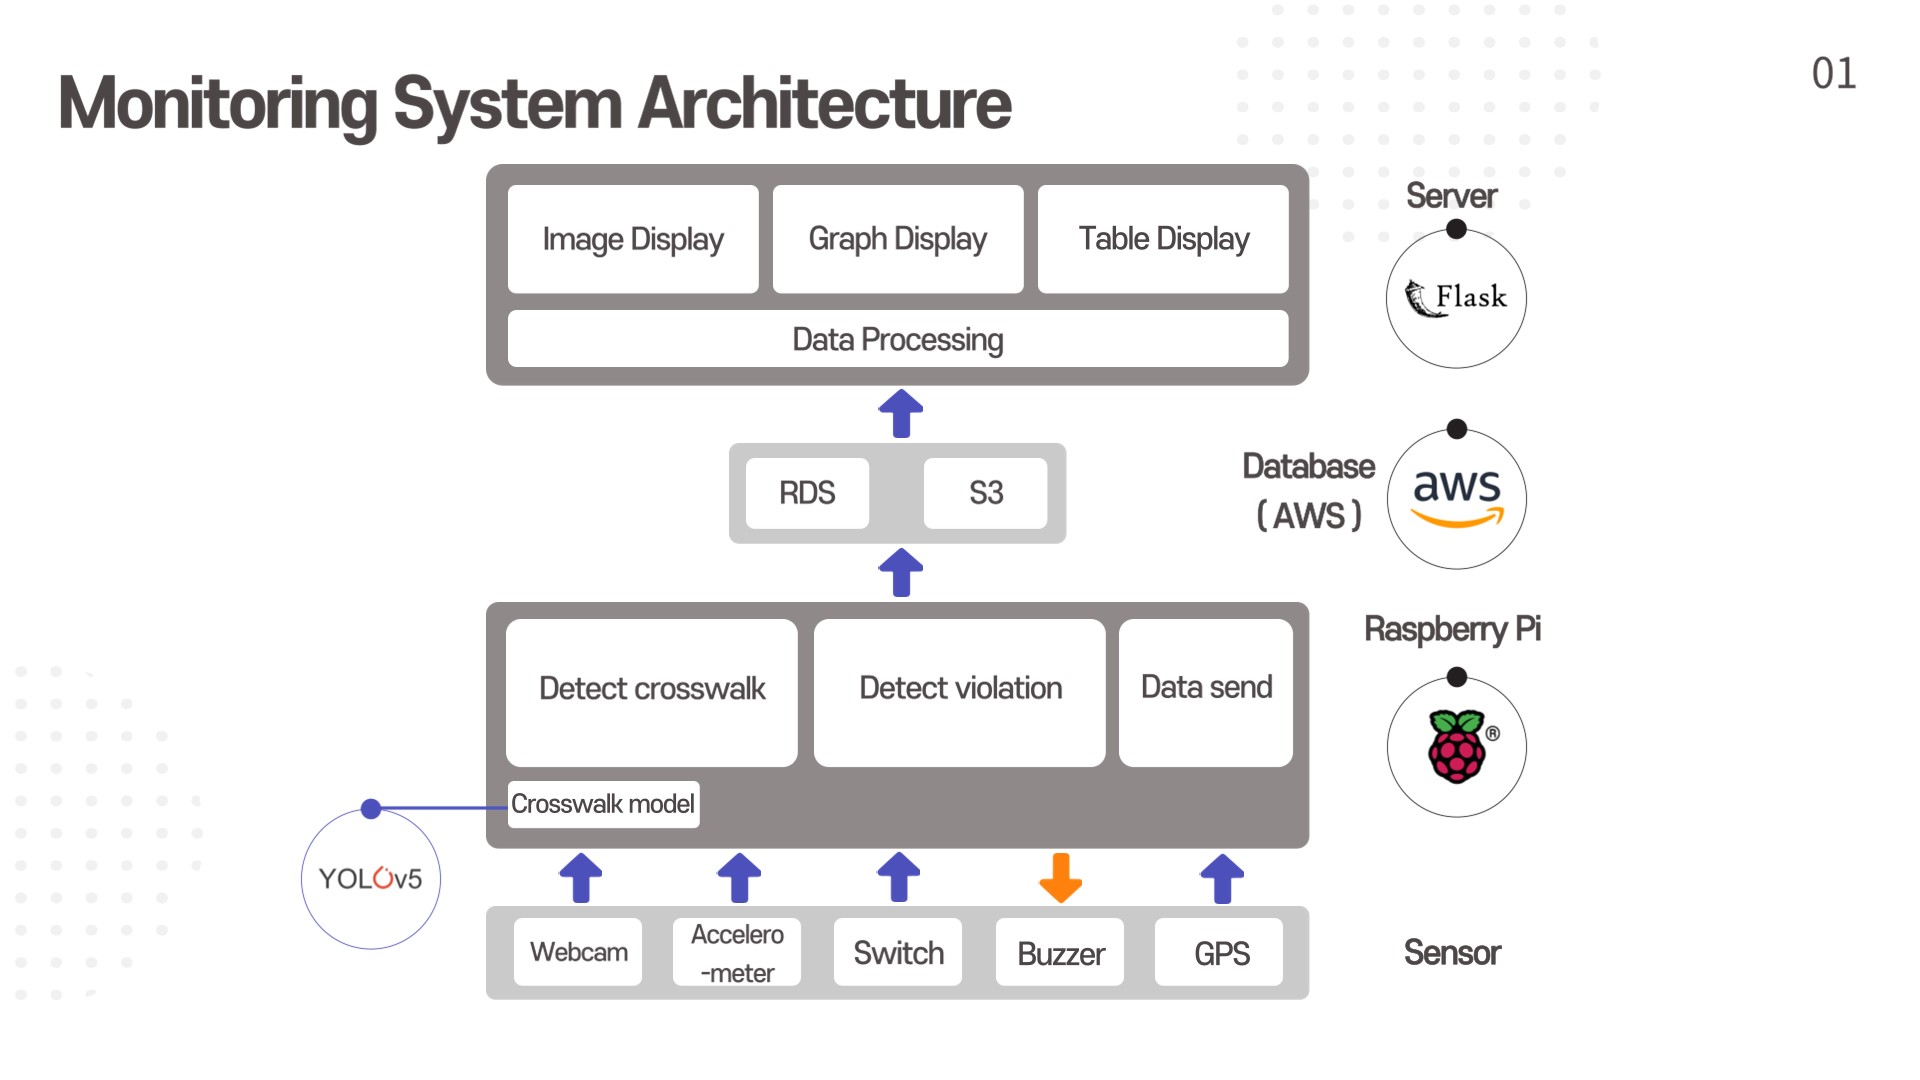 Monitoring System Architecture
01
Image Display
Graph Display
Table Display
Data Processing
Server
Flask
RDS
S3
Database
( AWS )
aws
Detect crosswalk
Detect violation
Data send
Crosswalk model
Raspberry Pi
®
YOLOv5
Webcam
Accelero
-meter
Switch
Buzzer
GPS
Sensor